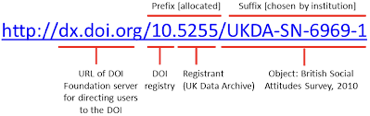 Prefix [allocated] Suffix [chosen by institution]
http://dx.doi.org/10.5255/UKDA-SN-6969-1
URL of DOI
Foundation server
for directing users
to the DOI
DOI
registry
Registrant
(UK Data Archive)
Object: British Social
Attitudes Survey, 2010